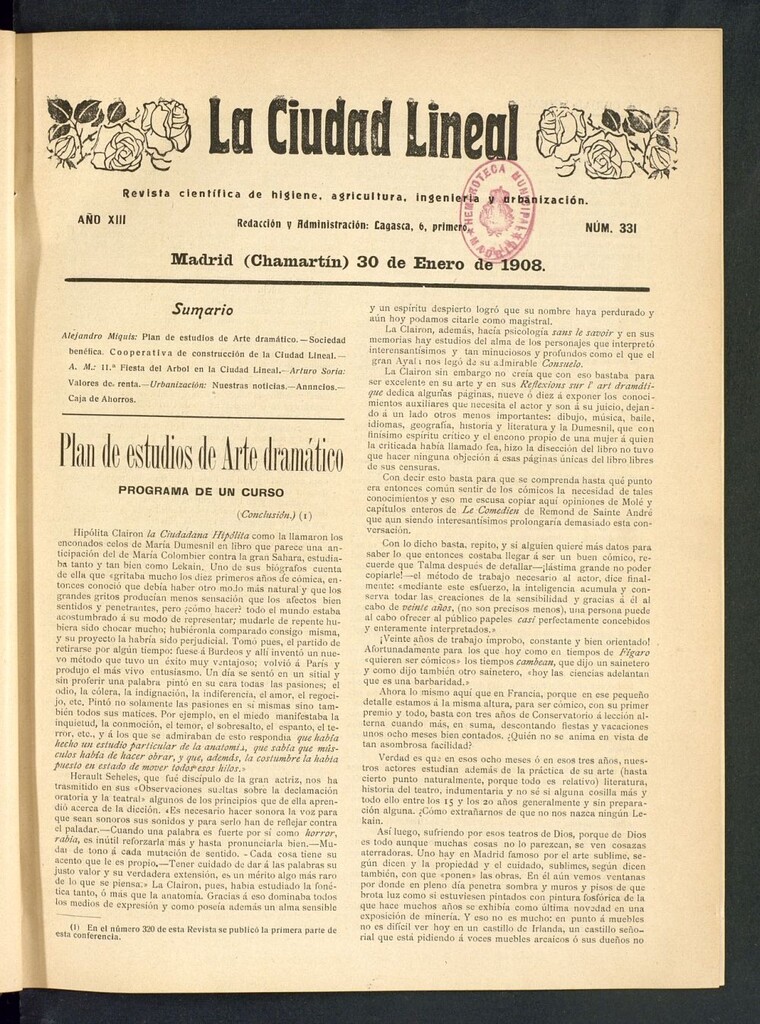 La Ciudad Lineal
Revista científica de higiene, agricultura, ingeniería y urbanización.
AÑO XIII
Redacción y Administración: Lagasca, 6, primero.
NÚM. 331
HEMEROTECA MUNICIPAL
MADRID
Madrid (Chamartín) 30 de Enero de 1908.
Sumario
Alejandro Miquis: Plan de estudios de Arte dramático.—Sociedad
benéfica. Cooperativa de construcción de la Ciudad Lineal.—
A. M.: 11.ª Fiesta del Arbol en la Ciudad Lineal.—Arturo Soria:
Valores de renta.—Urbanización: Nuestras noticias.—Anuncios.—
Caja de Ahorros.
Plan de estudios de Arte dramático
PROGRAMA DE UN CURSO
(Conclusión.) (1)
Hipólita Clairon la Ciudadana Hipólita como la llamaron los
enconados celos de María Dumesnil en libro que parece una an-
ticipación del de María Colombier contra la gran Sahara, estudia-
ba tanto y tan bien como Lekain. Uno de sus biógrafos cuenta
de ella que «gritaba mucho los diez primeros años de cómica, en-
tonces conoció que debía haber otro modo más natural y que los
grandes gritos producían menos sensación que los afectos bien
sentidos y penetrantes, pero ¿cómo hacer? todo el mundo estaba
acostumbrado á su modo de representar; mudarle de repente hu-
biera sido chocar mucho; hubiéronla comparado consigo misma,
y su proyecto la habría sido perjudicial. Tomó pues, el partido de
retirarse por algún tiempo: fuese á Burdeos y allí inventó un nue-
vo método que tuvo un éxito muy ventajoso; volvió á París y
produjo el más vivo entusiasmo. Un día se sentó en un sitial y
sin proferir una palabra pintó en su cara todas las pasiones; el
odio, la cólera, la indignación, la indiferencia, el amor, el regoci-
jo, etc. Pintó no solamente las pasiones en sí mismas sino tam-
bién todos sus matices. Por ejemplo, en el miedo manifestaba la
inquietud, la conmoción, el temor, el sobresalto, el espanto, el te-
rror, etc., y á los que se admiraban de esto respondía que había
hecho un estudio particular de la anatomía, que sabía qué mús-
culos había de hacer obrar, y que, además, la costumbre la había
puesto en estado de mover todos esos hilos.»
Herault Seheles, que fué discípulo de la gran actriz, nos ha
trasmitido en sus «Observaciones sueltas sobre la declamación
oratoria y la teatral» algunos de los principios que de ella apren-
dió acerca de la dicción. «Es necesario hacer sonora la voz para
que sean sonoros sus sonidos y para serlo han de reflejar contra
el paladar.—Cuando una palabra es fuerte por sí como horror,
rabia, es inútil reforzarla más y hasta pronunciarla bien.—Mu-
dar de tono á cada mutación de sentido.—Cada cosa tiene su
acento que le es propio.—Tener cuidado de dar á las palabras su
justo valor y su verdadera extensión, es un mérito algo más raro
de lo que se piensa.» La Clairon, pues, había estudiado la foné-
tica tanto, ó más que la anatomía. Gracias á eso dominaba todos
los medios de expresión y como poseía además un alma sensible
(1) En el número 320 de esta Revista se publicó la primera parte de
esta conferencia.
y un espíritu despierto logró que su nombre haya perdurado y
aún hoy podamos citarle como magistral.
La Clairon, además, hacía psicología sans le savoir y en sus
memorias hay estudios del alma de los personajes que interpretó
interensantísimos y tan minuciosos y profundos como el que el
gran Ayala nos legó de su admirable Consuelo.
La Clairon sin embargo no creía que con eso bastaba para
ser excelente en su arte y en sus Reflexions sur l' art dramáti-
que dedica algunas páginas, nueve ó diez á exponer los conoci-
mientos auxiliares que necesita el actor y son á su juicio, dejan-
do á un lado otros menos importantes: dibujo, música, baile,
idiomas, geografía, historia y literatura y la Dumesnil, que con
finísimo espíritu crítico y el encono propio de una mujer á quien
la criticada había llamado fea, hizo la disección del libro no tuvo
que hacer ninguna objeción á esas páginas únicas del libro libres
de sus censuras.
Con decir esto basta para que se comprenda hasta qué punto
era entonces común sentir de los cómicos la necesidad de tales
conocimientos y eso me escusa copiar aquí opiniones de Molé y
capítulos enteros de Le Comedien de Remond de Sainte André
que aun siendo interesantísimos prolongaría demasiado esta con-
versación.
Con lo dicho basta, repito, y si alguien quiere más datos para
saber lo que entonces costaba llegar á ser un buen cómico, re-
cuerde que Talma después de detallar—¡lástima grande no poder
copiarle!—el método de trabajo necesario al actor, dice final-
mente: «mediante este esfuerzo, la inteligencia acumula y conser-
va todas las creaciones de la sensibilidad y gracias á él al
cabo de veinte años, (no son precisos menos), una persona puede
al cabo ofrecer al público papeles casi perfectamente concebidos
y enteramente interpretados.»
¡Veinte años de trabajo improbo, constante y bien orientado!
Afortunadamente para los que hoy como en tiempos de Fígaro
«quieren ser cómicos» los tiempos cambean, que dijo un sainetero
y como dijo también otro sainetero, «hoy las ciencias adelantan
que es una barbaridad.»
Ahora lo mismo aquí que en Francia, porque en ese pequeño
detalle estamos á la misma altura, para ser cómico, con su primer
premio y todo, basta con tres años de Conservatorio á lección al-
terna cuando más, en suma, descontando fiestas y vacaciones
unos ocho meses bien contados. ¿Quién no se anima en vista de
tan asombrosa facilidad?
Verdad es que en esos ocho meses ó en esos tres años, nues-
tros actores estudian además de la práctica de su arte (hasta
cierto punto naturalmente, porque todo es relativo) literatura,
historia del teatro, indumentaria y no sé si alguna cosilla más y
todo ello entre los 15 y los 20 años generalmente y sin prepara-
ción alguna. ¿Cómo extrañarnos de que no nos nazca ningún Le-
kain.
Así luego, sufriendo por esos teatros de Dios, porque de Dios
es todo aunque muchas cosas no lo parezcan, se ven cosazas
aterradoras. Uno hay en Madrid famoso por el arte sublime, se-
gún dicen y la propiedad y el cuidado, sublimes, según dicen
también, con que «ponen» las obras. En él aún vemos ventanas
por donde en pleno día penetra sombra y muros y pisos de que
brota luz como si estuviesen pintados con pintura fosfórica de la
que hace muchos años se exhibía como última novedad en una
exposición de minería. Y eso no es mucho: en punto á muebles
no es difícil ver hoy en un castillo de Irlanda, un castillo seño-
rial que está pidiendo á voces muebles arcaicos ó sus dueños no